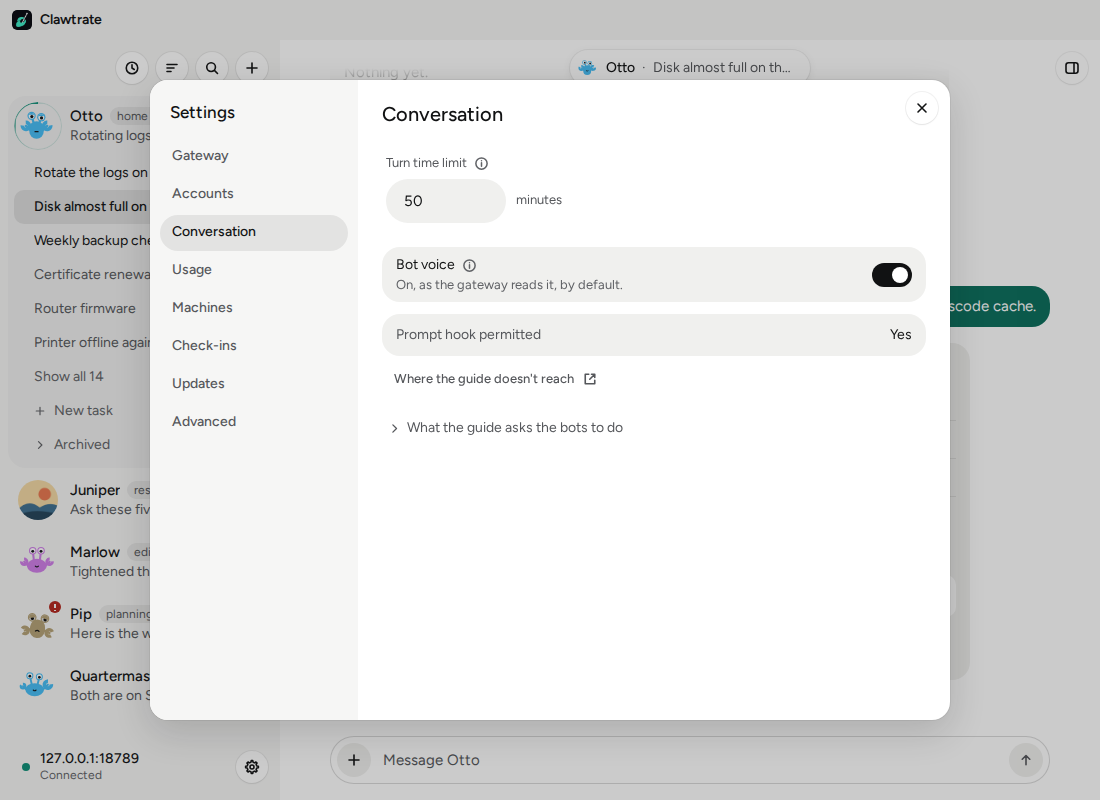 Clawtrate
Nothing yet.
Otto · Disk almost full on th...
Otto home
Rotating logs
Rotate the logs on
Disk almost full on
Weekly backup che
Certificate renewa
Router firmware
Printer offline again
Show all 14
New task
Archived
Juniper res
Ask these fiv
Marlow edi
Tightened th
Pip planning
Here is the w
Quartermas
Both are on S
127.0.0.1:18789
Connected
Settings
Gateway
Accounts
Conversation
Usage
Machines
Check-ins
Updates
Advanced
Conversation
Turn time limit
50 minutes
Bot voice
On, as the gateway reads it, by default.
Prompt hook permitted Yes
Where the guide doesn't reach
What the guide asks the bots to do
scode cache.
Message Otto